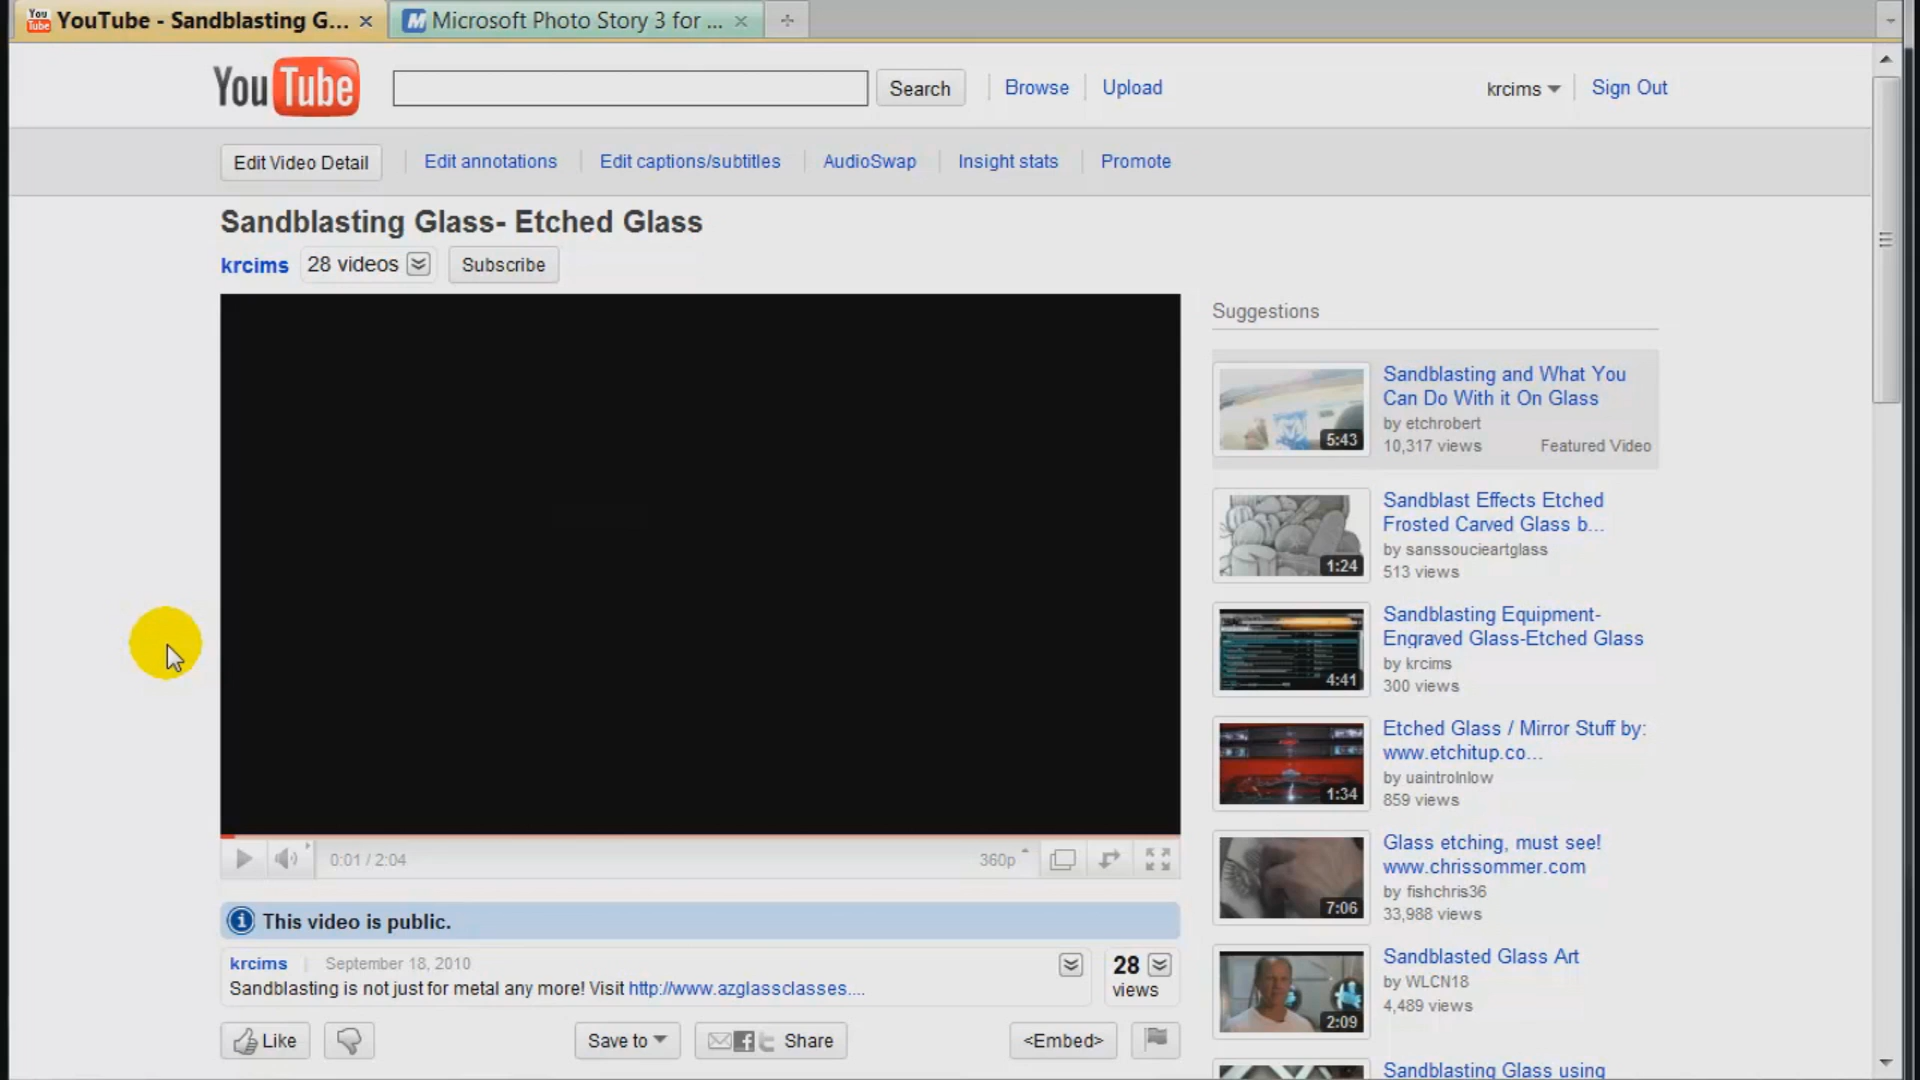 YouTube - Sandblasting G...
Microsoft Photo Story 3 for ...
YouTube
Search
Browse
Upload
krcims
Sign Out
Edit Video Detail
Edit annotations
Edit captions/subtitles
AudioSwap
Insight stats
Promote
Sandblasting Glass- Etched Glass
krcims
28 videos
Subscribe
Suggestions
5:43
Sandblasting and What You
Can Do With it On Glass
by etchrobert
10,317 views
Featured Video
1:24
Sandblast Effects Etched
Frosted Carved Glass b...
by sanssoucieartglass
513 views
4:41
Sandblasting Equipment-
Engraved Glass-Etched Glass
by krcims
300 views
1:34
Etched Glass / Mirror Stuff by:
www.etchitup.co...
by uaintrolnlow
859 views
7:06
Glass etching, must see!
www.chrissommer.com
by fishchris36
33,988 views
2:09
Sandblasted Glass Art
by WLCN18
4,489 views
Sandblasting Glass using
0:01 / 2:04
360p
This video is public.
krcims
September 18, 2010
Sandblasting is not just for metal any more! Visit http://www.azglassclasses....
28
views
Like
Save to
Share
<Embed>